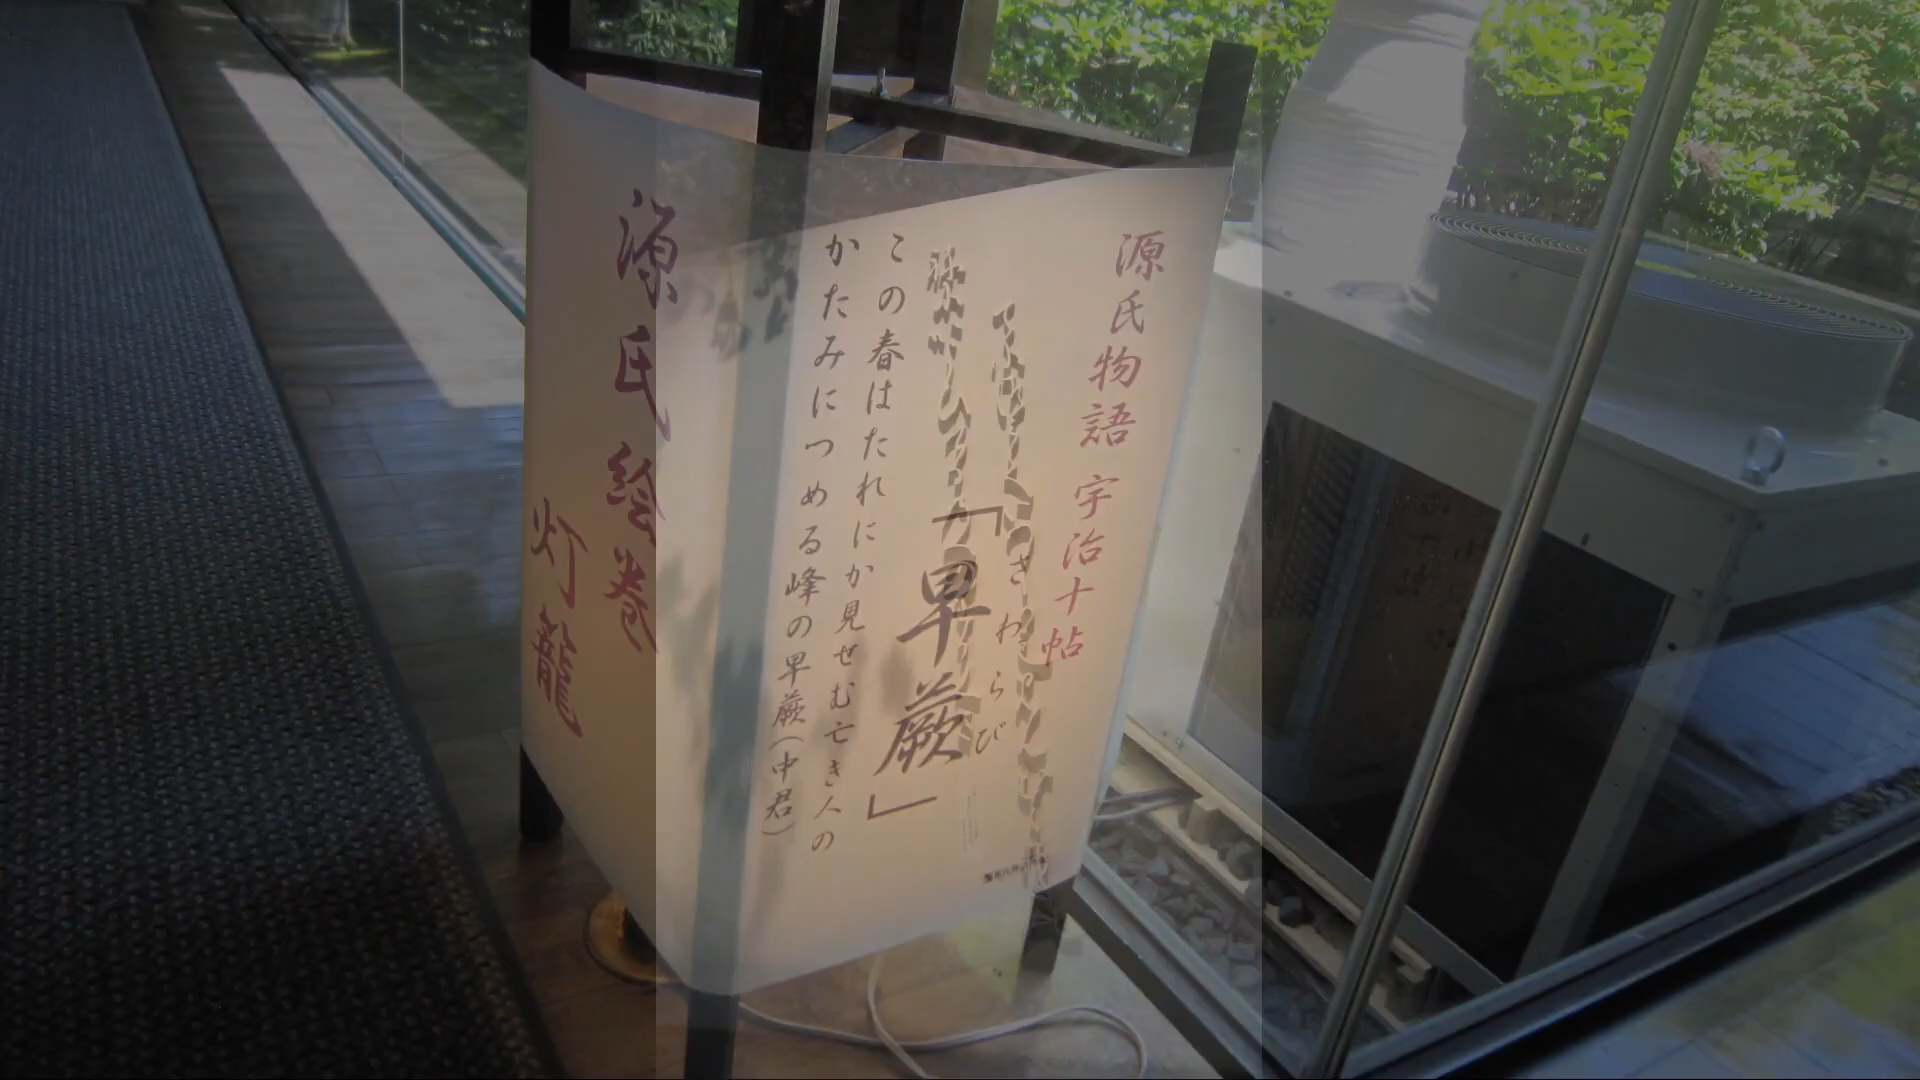 源氏物語 宇治十帖
さわらび
「早蕨」
この春はたれにか見せむ亡き人の
かたみにつめる峰の早蕨(中君)
源氏絵巻
灯籠